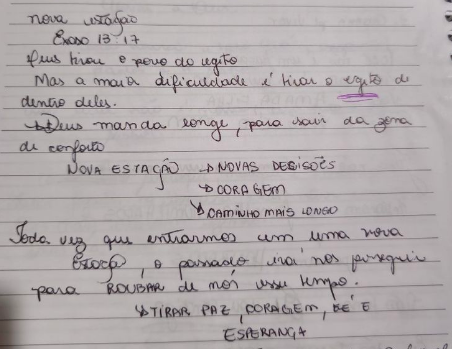 nova estação
Exodo 13-17
Deus tirou o povo do egito
Mas a maior dificuldade é tirar o egito de
dentro deles.
↳Deus manda longe, para sair da zona
de conforto
NOVA ESTAÇÃO → NOVAS DECISÕES
↳ CORAGEM
↳ CAMINHO MAIS LONGO
Toda vez que entrarmos em uma nova
Estação, o passado irá nos perseguir
para ROUBAR de nós esse tempo.
↳ TIRAR PAZ, CORAGEM, FÉ E
ESPERANÇA